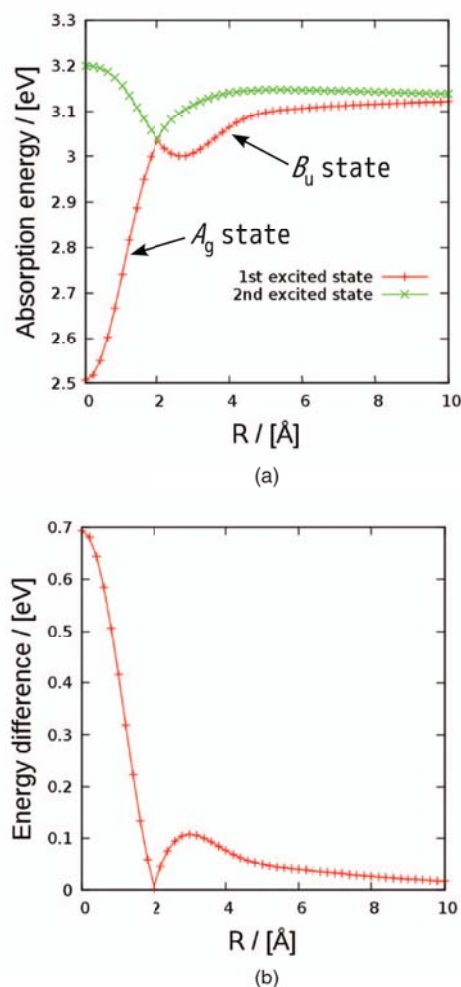 3.3
3.2
3.1
3
2.9
2.8
2.7
2.6
2.5
Absorption energy / [eV]
B_u state
A_g state
1st excited state
2nd excited state
0 2 4 6 8 10
R / [Å]
(a)
0.7
0.6
0.5
0.4
0.3
0.2
0.1
0
Energy difference / [eV]
0 2 4 6 8 10
R / [Å]
(b)